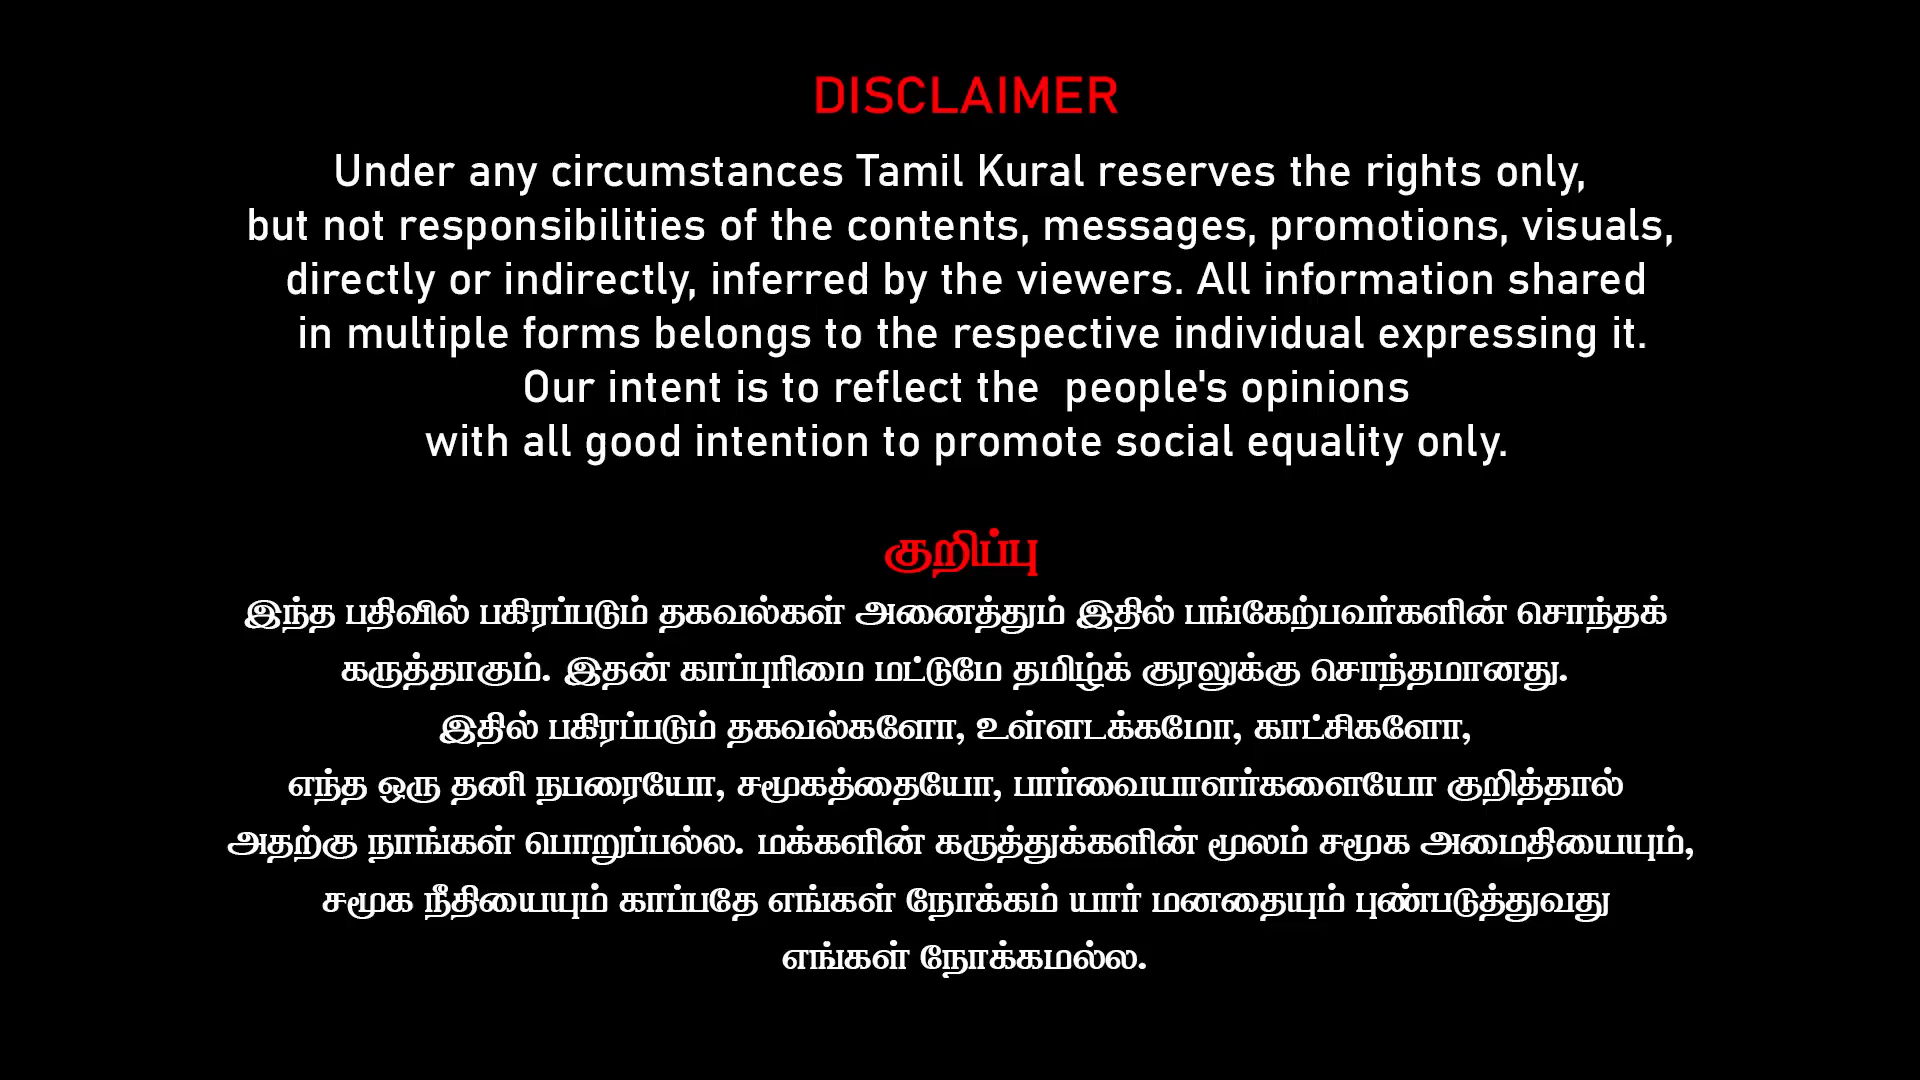 DISCLAIMER
Under any circumstances Tamil Kural reserves the rights only,
but not responsibilities of the contents, messages, promotions, visuals,
directly or indirectly, inferred by the viewers. All information shared
in multiple forms belongs to the respective individual expressing it.
Our intent is to reflect the  people's opinions
with all good intention to promote social equality only.
குறிப்பு
இந்த பதிவில் பகிரப்படும் தகவல்கள் அனைத்தும் இதில் பங்கேற்பவர்களின் சொந்தக்
கருத்தாகும். இதன் காப்புரிமை மட்டுமே தமிழ்க் குரலுக்கு சொந்தமானது.
இதில் பகிரப்படும் தகவல்களோ, உள்ளடக்கமோ, காட்சிகளோ,
எந்த ஒரு தனி நபரையோ, சமூகத்தையோ, பார்வையாளர்களையோ குறித்தால்
அதற்கு நாங்கள் பொறுப்பல்ல. மக்களின் கருத்துக்களின் மூலம் சமூக அமைதியையும்,
சமூக நீதியையும் காப்பதே எங்கள் நோக்கம் யார் மனதையும் புண்படுத்துவது
எங்கள் நோக்கமல்ல.